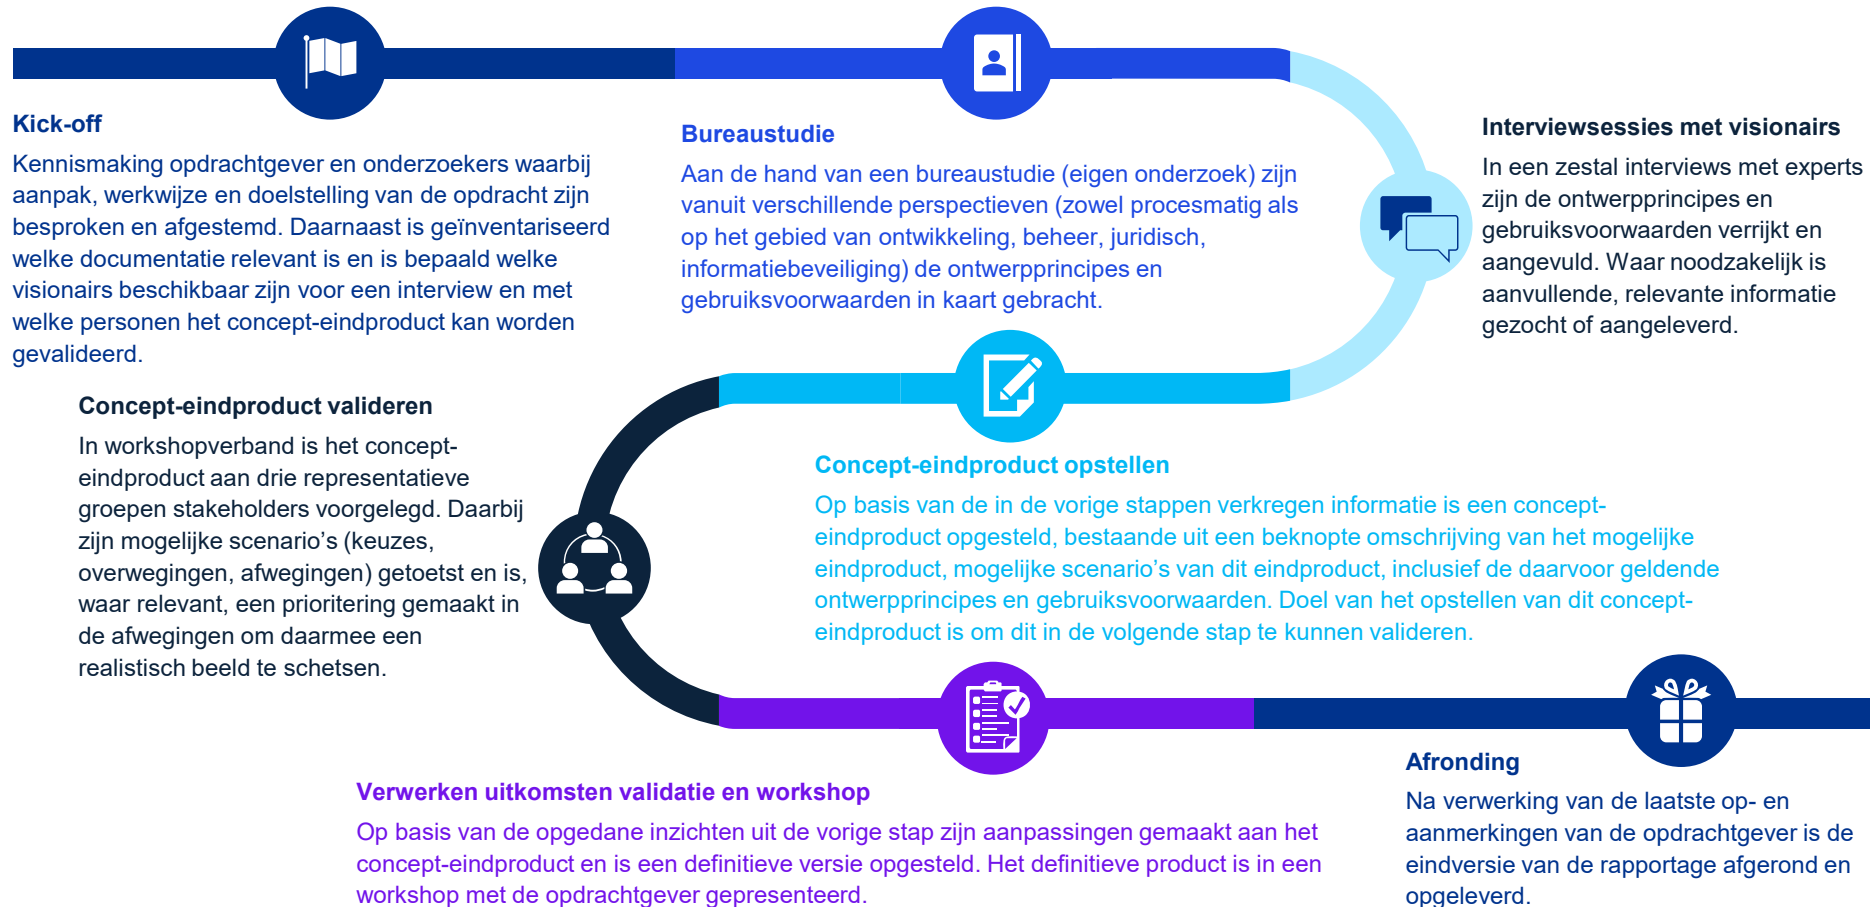 Kick-off
Kennismaking opdrachtgever en onderzoekers waarbij
aanpak, werkwijze en doelstelling van de opdracht zijn
besproken en afgestemd. Daarnaast is geïnventariseerd
welke documentatie relevant is en is bepaald welke
visionairs beschikbaar zijn voor een interview en met
welke personen het concept-eindproduct kan worden
gevalideerd.
Bureaustudie
Aan de hand van een bureaustudie (eigen onderzoek) zijn
vanuit verschillende perspectieven (zowel procesmatig als
op het gebied van ontwikkeling, beheer, juridisch,
informatiebeveiliging) de ontwerpprincipes en
gebruiksvoorwaarden in kaart gebracht.
Interviewsessies met visionairs
In een zestal interviews met experts
zijn de ontwerpprincipes en
gebruiksvoorwaarden verrijkt en
aangevuld. Waar noodzakelijk is
aanvullende, relevante informatie
gezocht of aangeleverd.
Concept-eindproduct opstellen
Op basis van de in de vorige stappen verkregen informatie is een concept-
eindproduct opgesteld, bestaande uit een beknopte omschrijving van het mogelijke
eindproduct, mogelijke scenario’s van dit eindproduct, inclusief de daarvoor geldende
ontwerpprincipes en gebruiksvoorwaarden. Doel van het opstellen van dit concept-
eindproduct is om dit in de volgende stap te kunnen valideren.
Concept-eindproduct valideren
In workshopverband is het concept-
eindproduct aan drie representatieve
groepen stakeholders voorgelegd. Daarbij
zijn mogelijke scenario’s (keuzes,
overwegingen, afwegingen) getoetst en is,
waar relevant, een prioritering gemaakt in
de afwegingen om daarmee een
realistisch beeld te schetsen.
Verwerken uitkomsten validatie en workshop
Op basis van de opgedane inzichten uit de vorige stap zijn aanpassingen gemaakt aan het
concept-eindproduct en is een definitieve versie opgesteld. Het definitieve product is in een
workshop met de opdrachtgever gepresenteerd.
Afronding
Na verwerking van de laatste op- en
aanmerkingen van de opdrachtgever is de
eindversie van de rapportage afgerond en
opgeleverd.